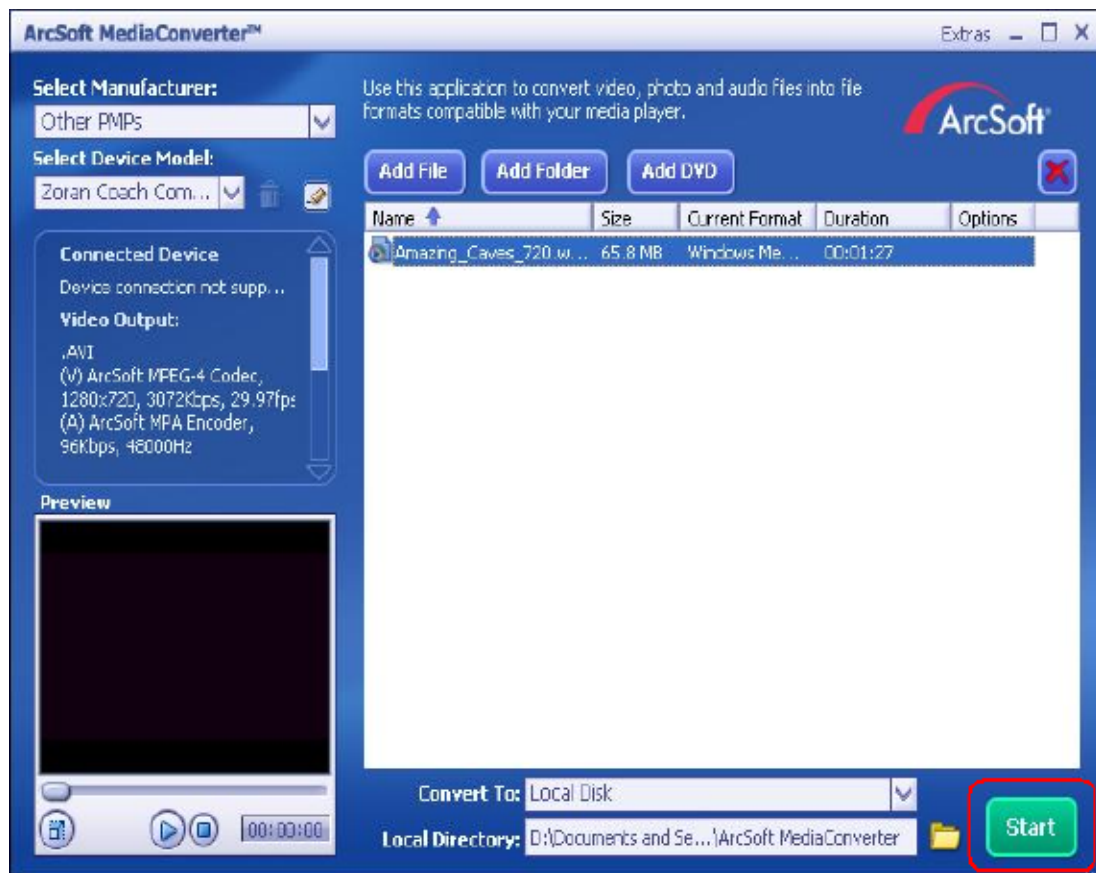 ArcSoft MediaConverter™
Extras
Select Manufacturer:
Other PMPs
Select Device Model:
Zoran Coach Com...
Connected Device
Device connection not supp...
Video Output:
.AVI
(V) ArcSoft MPEG-4 Codec,
1280x720, 3072Kbps, 29.97fps
(A) ArcSoft MPA Encoder,
96Kbps, 48000Hz
Preview
00:00:00
Use this application to convert video, photo and audio files into file
formats compatible with your media player.
ArcSoft®
Add File Add Folder Add DVD
Name Size Current Format Duration Options
Amazing_Caves_720.w... 65.8 MB Windows Me... 00:01:27
Convert To: Local Disk
Local Directory: D:\Documents and Se...\ArcSoft MediaConverter
Start